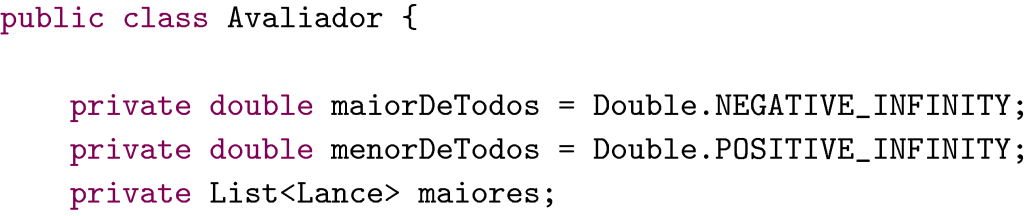 public class Avaliador {
private double maiorDeTodos = Double.NEGATIVE_INFINITY;
private double menorDeTodos = Double.POSITIVE_INFINITY;
private List<Lance> maiores;